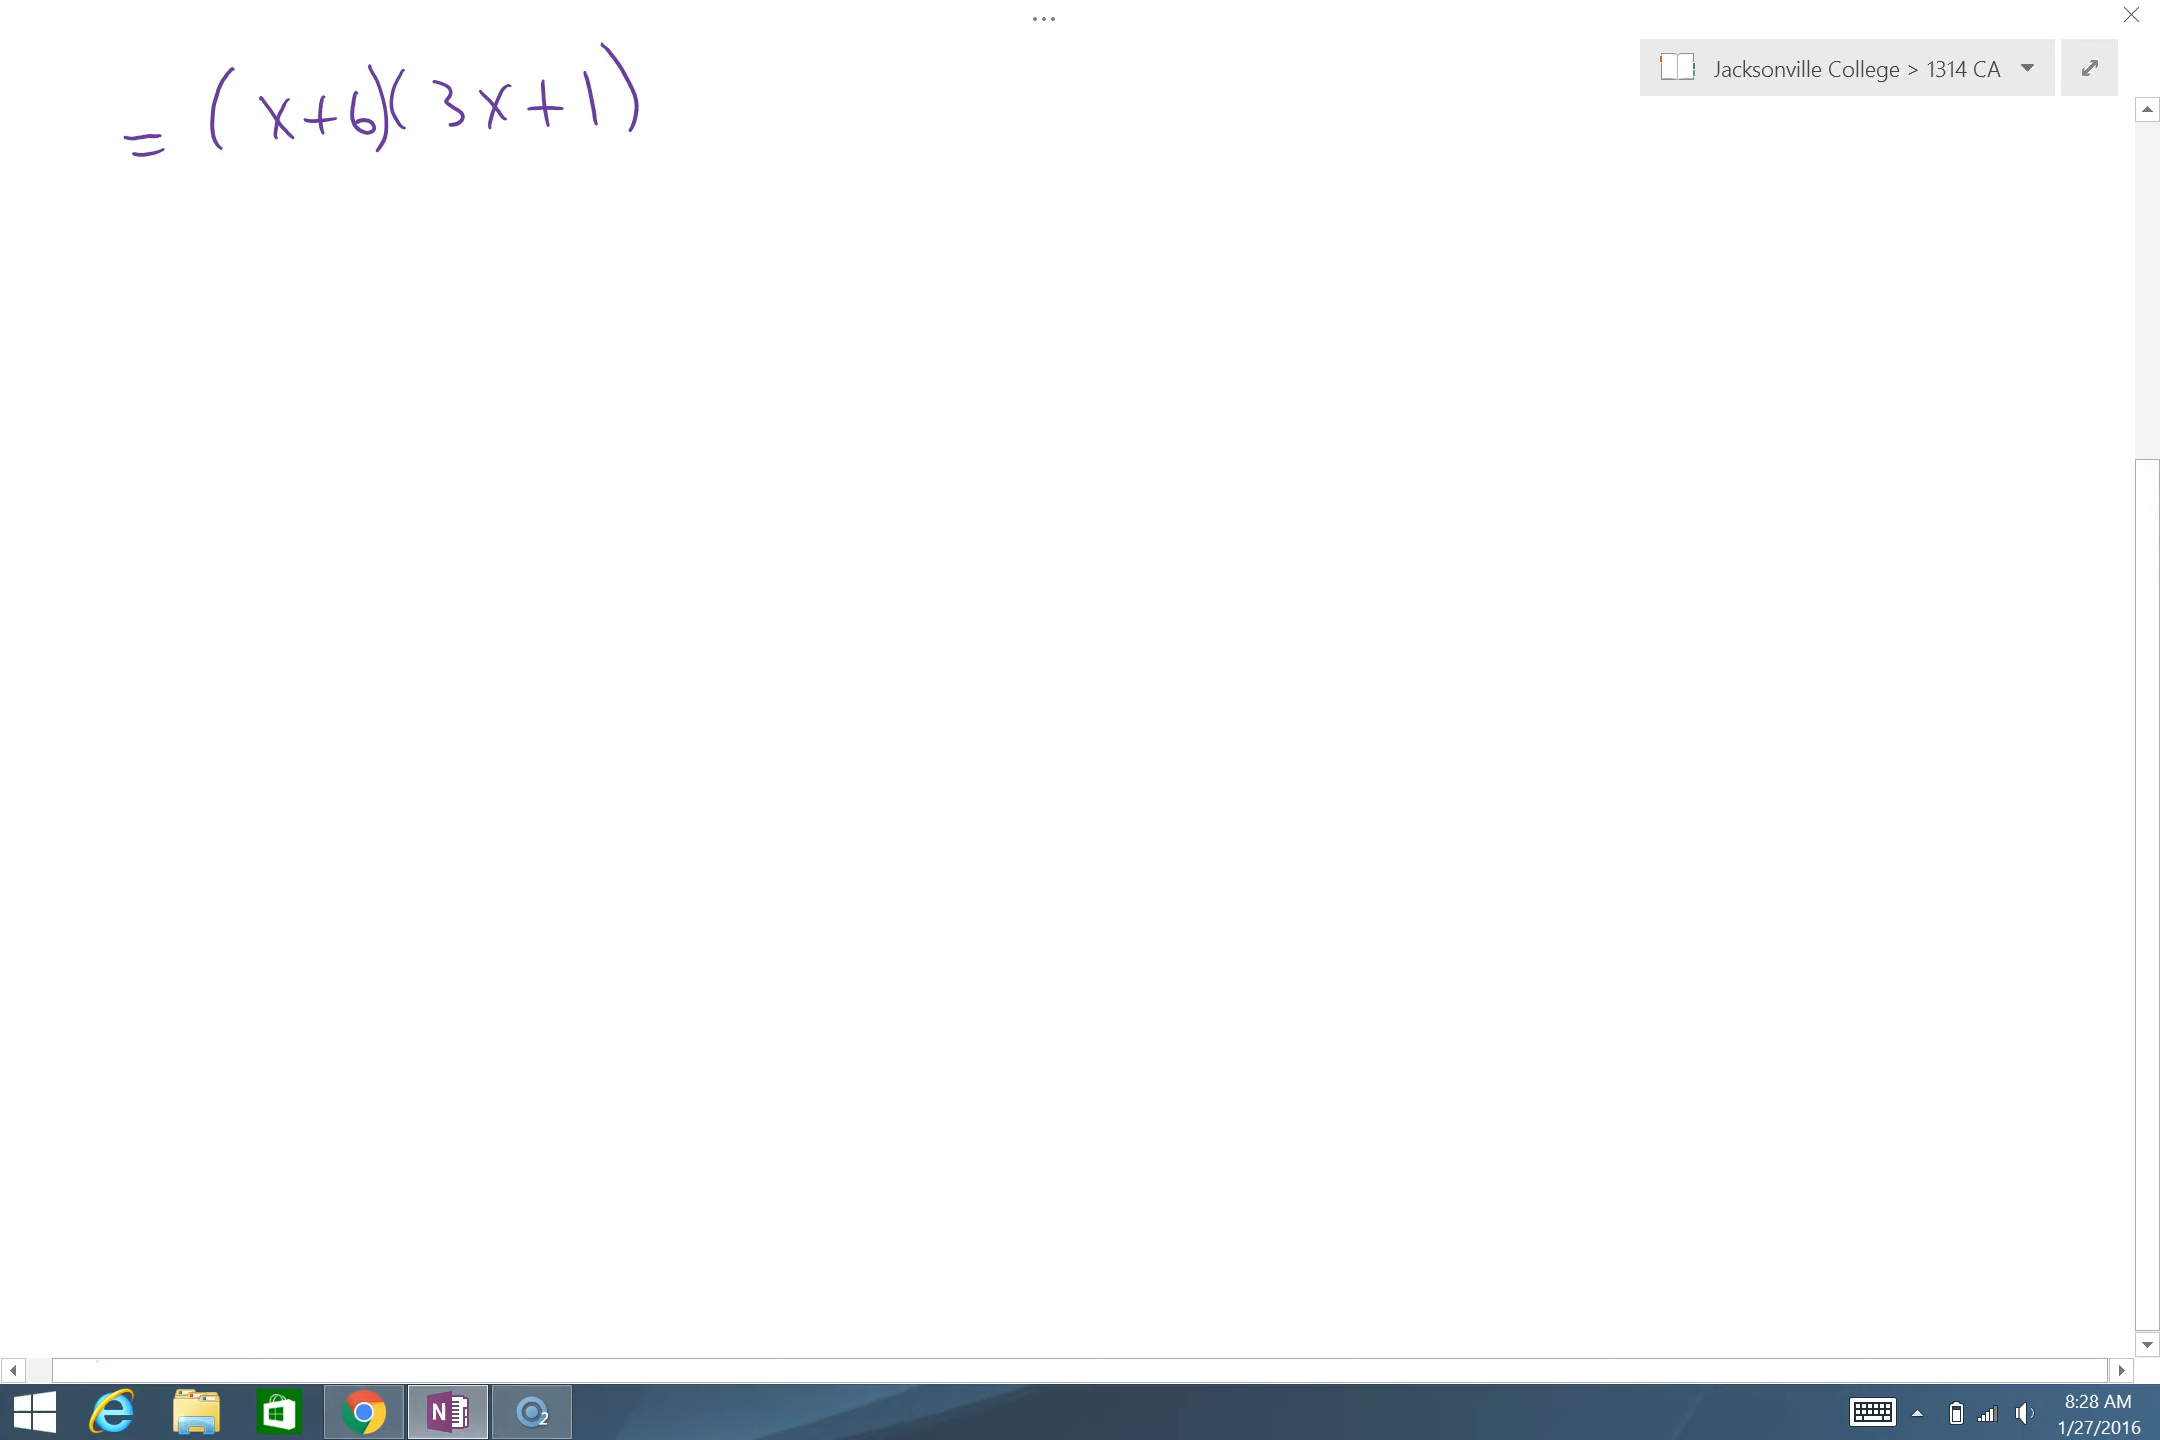 = (x+6)(3x+1)
Jacksonville College > 1314 CA
8:28 AM
1/27/2016